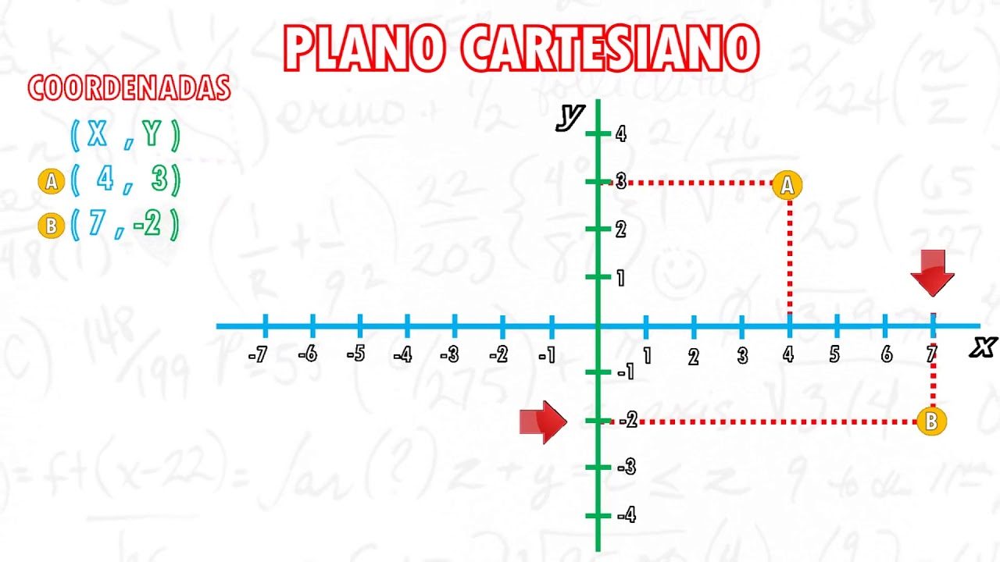 PLANO CARTESIANO
COORDENADAS
( X , Y )
A ( 4 , 3)
B ( 7 , -2 )
y
4
3
A
2
1
-7 -6 -5 -4 -3 -2 -1 1 2 3 4 5 6 7 x
-1
-2
B
-3
-4